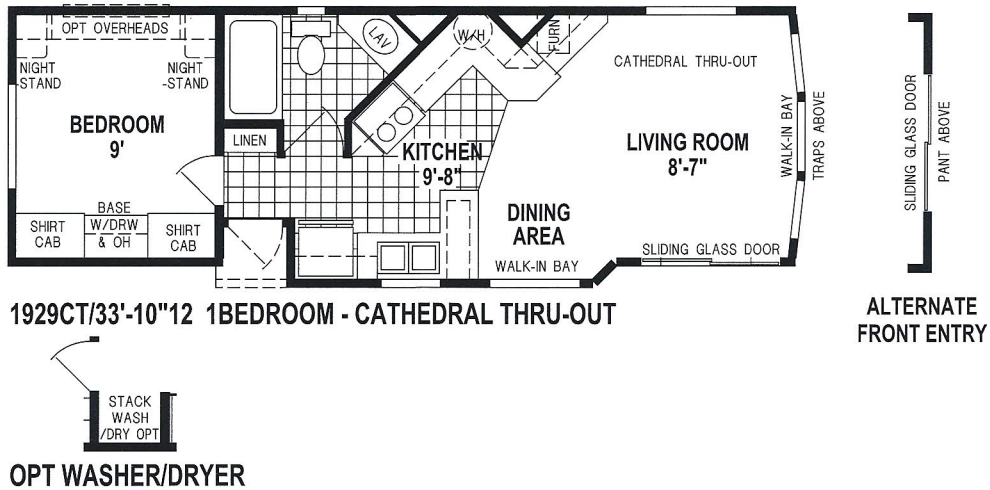 OPT OVERHEADS
NIGHT
STAND
NIGHT
-STAND
BEDROOM
9'
SHIRT
CAB
BASE
W/DRW
& OH
SHIRT
CAB
LINEN
LAV
W/H
FURN
KITCHEN
9'-8"
DINING
AREA
WALK-IN BAY
CATHEDRAL THRU-OUT
LIVING ROOM
8'-7"
SLIDING GLASS DOOR
WALK-IN BAY
TRAPS ABOVE
SLIDING GLASS DOOR
PANT ABOVE
ALTERNATE
FRONT ENTRY
1929CT/33'-10"12 1BEDROOM - CATHEDRAL THRU-OUT
STACK
WASH
/DRY OPT
OPT WASHER/DRYER